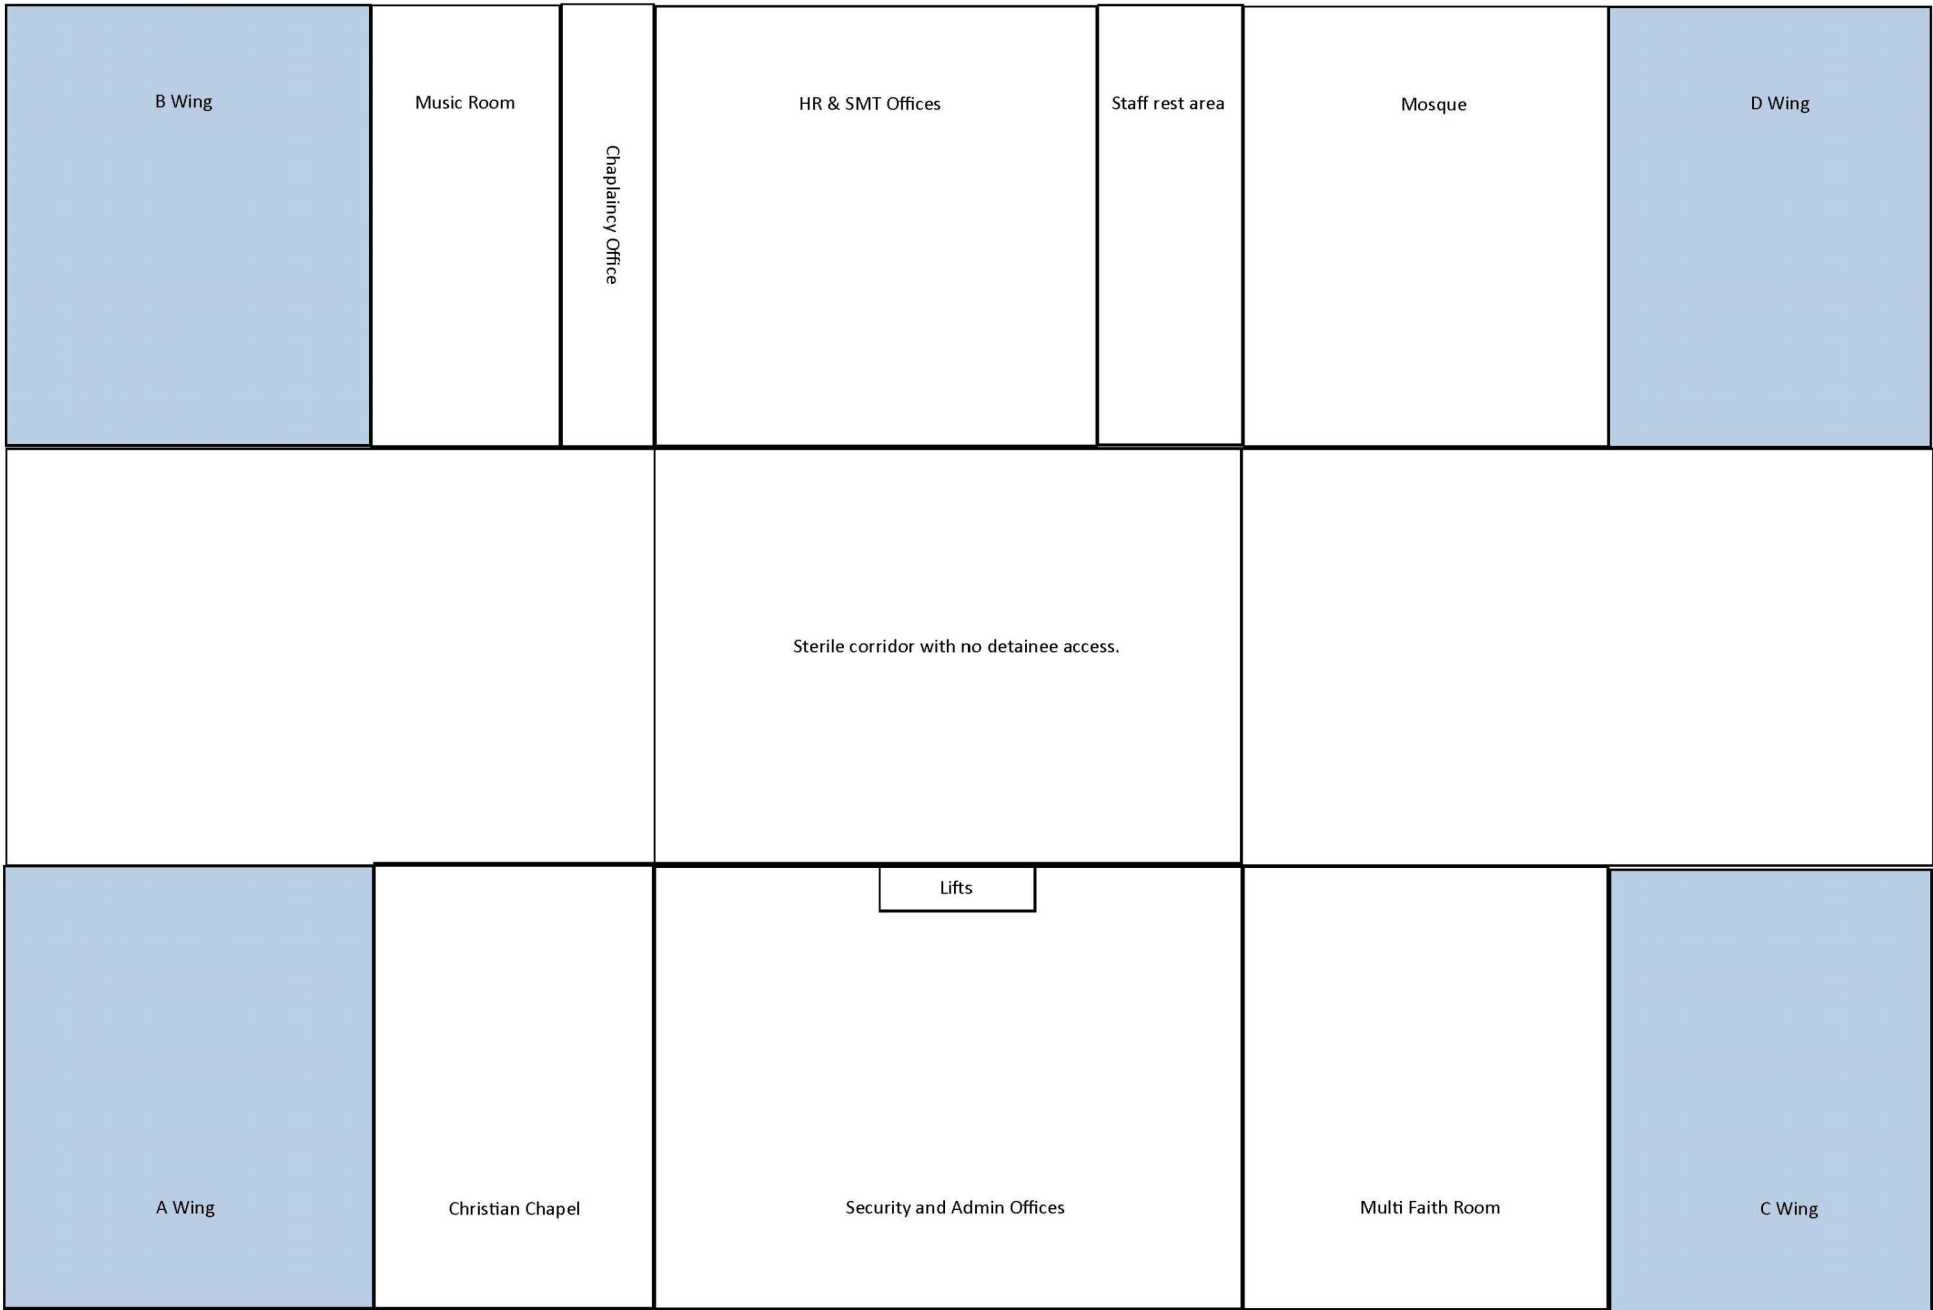 B Wing
Music Room
Chaplaincy Office
HR & SMT Offices
Staff rest area
Mosque
D Wing
Sterile corridor with no detainee access.
Lifts
A Wing
Christian Chapel
Security and Admin Offices
Multi Faith Room
C Wing